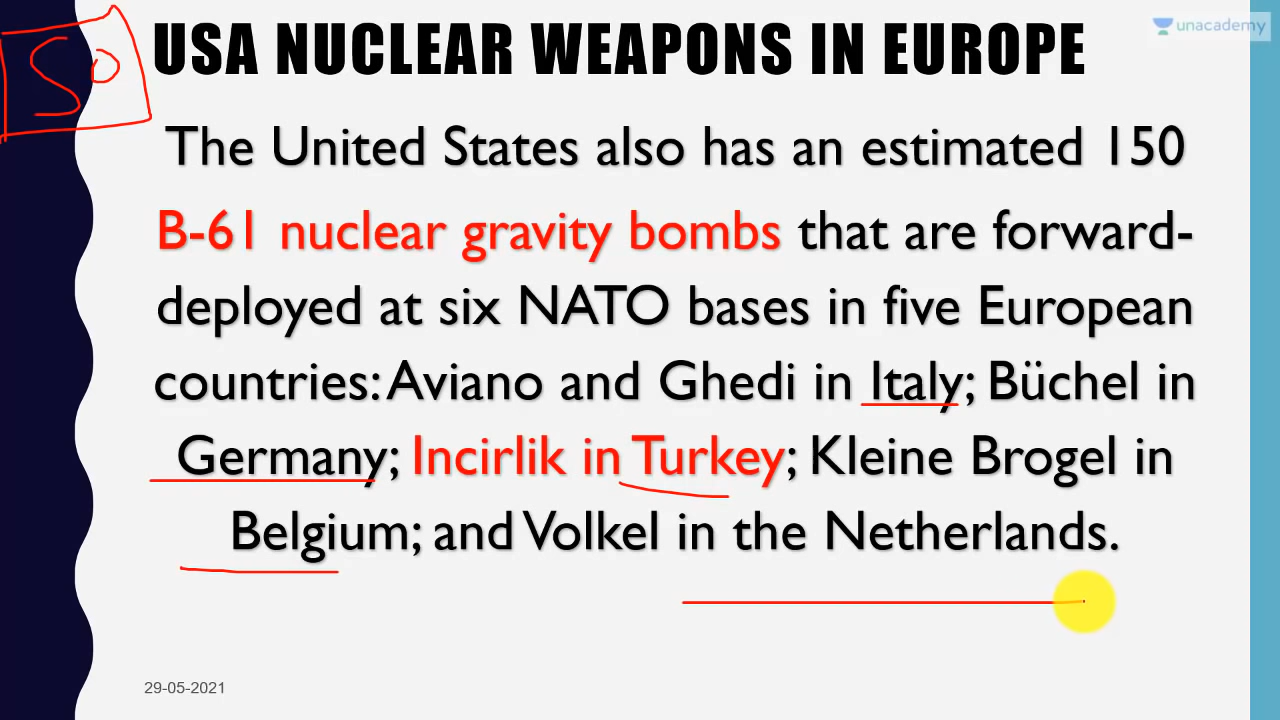 unacademy
USA NUCLEAR WEAPONS IN EUROPE
So
The United States also has an estimated 150
B-61 nuclear gravity bombs that are forward-
deployed at six NATO bases in five European
countries: Aviano and Ghedi in Italy; Büchel in
Germany; Incirlik in Turkey; Kleine Brogel in
Belgium; and Volkel in the Netherlands.
29-05-2021